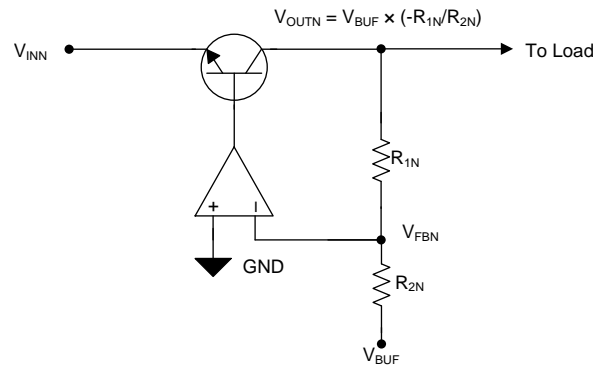 V_OUTN = V_BUF × (-R_1N/R_2N)
V_INN
To Load
R_1N
+ –
V_FBN
GND
R_2N
V_BUF